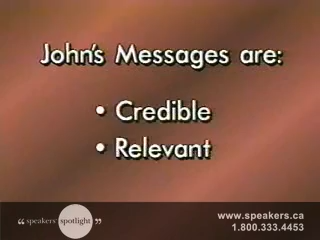 John's Messages are:
• Credible
• Relevant
“ speakers' spotlight ”
www.speakers.ca
1.800.333.4453